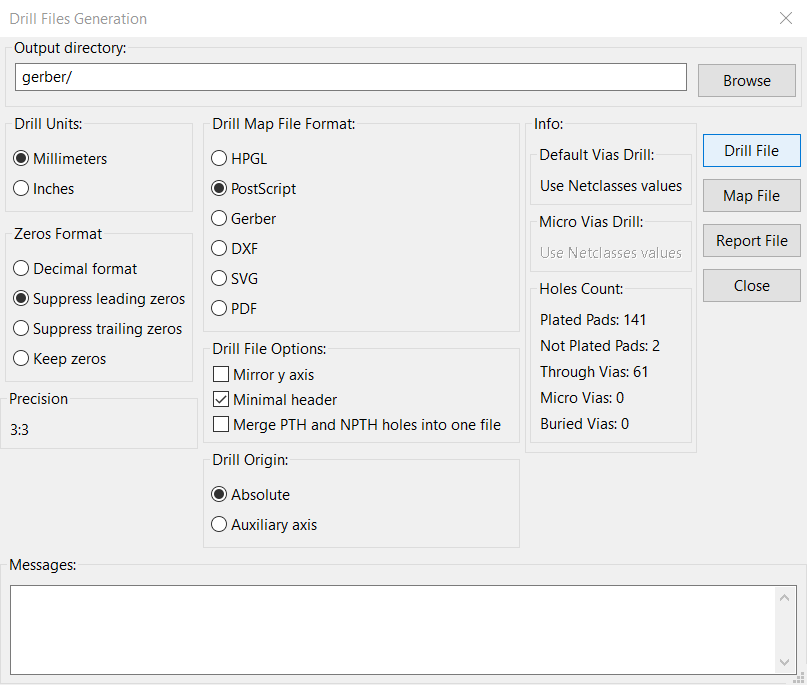 Drill Files Generation
Output directory:
gerber/
Browse
Drill Units:
Millimeters
Inches
Zeros Format
Decimal format
Suppress leading zeros
Suppress trailing zeros
Keep zeros
Precision
3:3
Drill Map File Format:
HPGL
PostScript
Gerber
DXF
SVG
PDF
Drill File Options:
Mirror y axis
Minimal header
Merge PTH and NPTH holes into one file
Drill Origin:
Absolute
Auxiliary axis
Info:
Default Vias Drill:
Use Netclasses values
Micro Vias Drill:
Use Netclasses values
Holes Count:
Plated Pads: 141
Not Plated Pads: 2
Through Vias: 61
Micro Vias: 0
Buried Vias: 0
Drill File
Map File
Report File
Close
Messages: